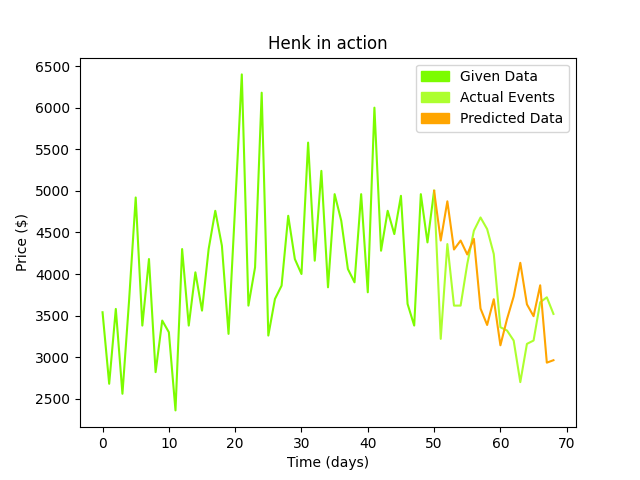 Henk in action
Given Data
Actual Events
Predicted Data
6500
6000
5500
5000
4500
4000
3500
3000
2500
Price ($)
0 10 20 30 40 50 60 70
Time (days)